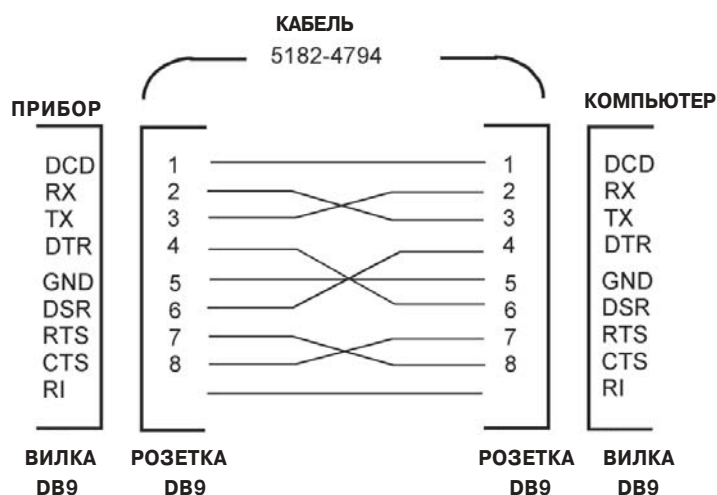 КАБЕЛЬ
5182-4794
ПРИБОР
КОМПЬЮТЕР
DCD 1 1 DCD
RX 2 2 RX
TX 3 3 TX
DTR 4 4 DTR
GND 5 5 GND
DSR 6 6 DSR
RTS 7 7 RTS
CTS 8 8 CTS
RI RI
ВИЛКА РОЗЕТКА РОЗЕТКА ВИЛКА
DB9 DB9 DB9 DB9